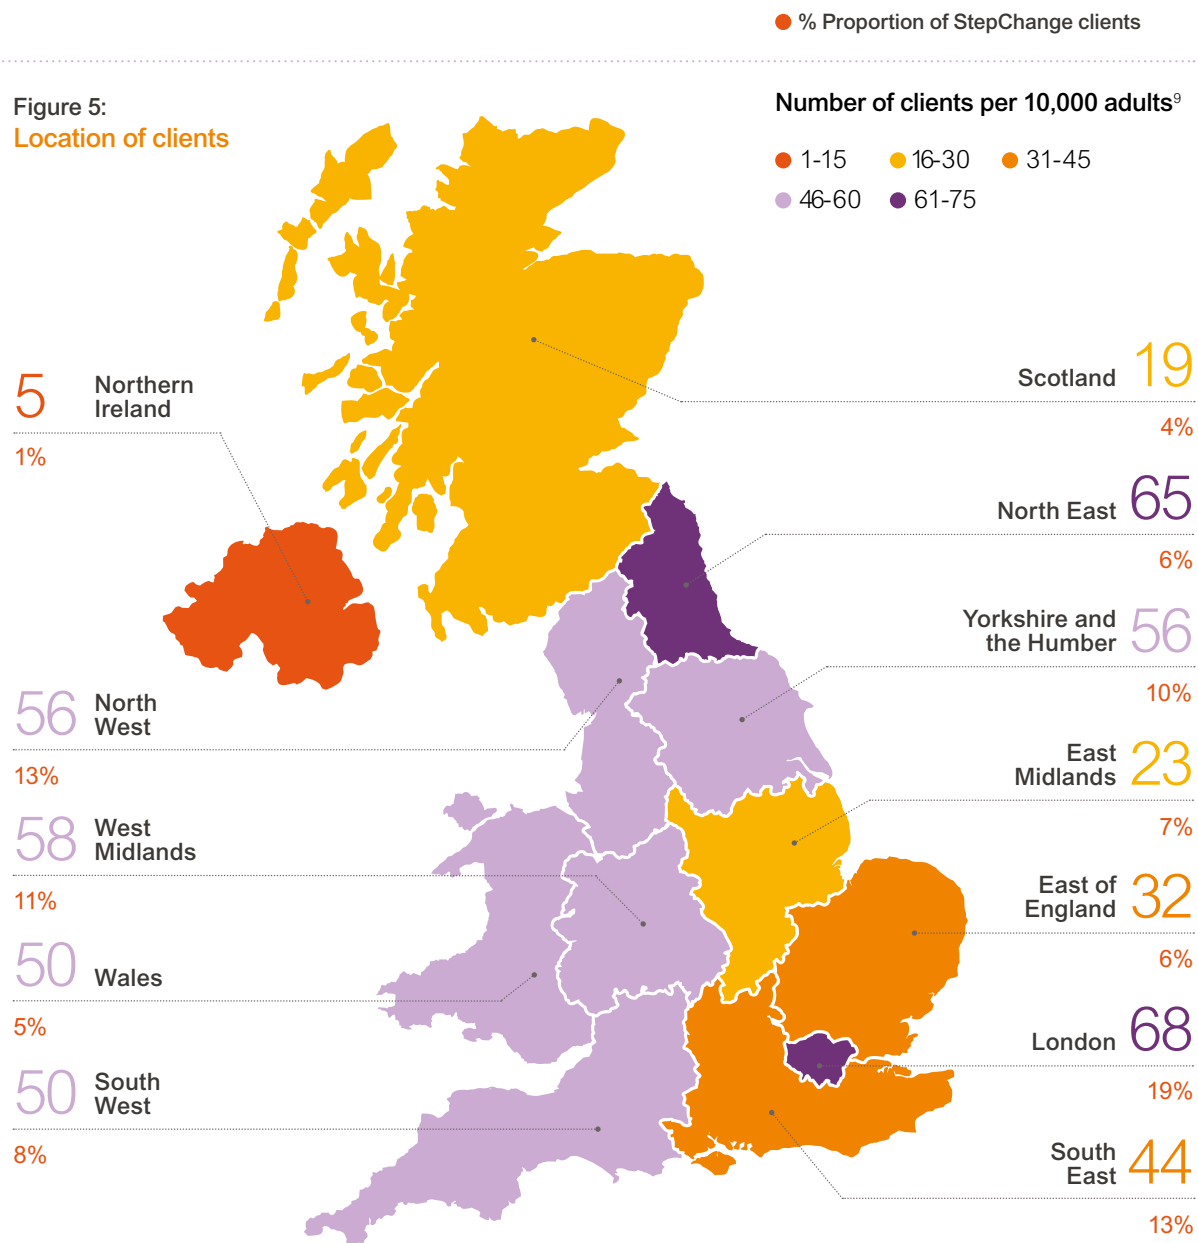 % Proportion of StepChange clients
Figure 5:
Location of clients
Number of clients per 10,000 adults⁹
1-15
16-30
31-45
46-60
61-75
5
Northern
Ireland
1%
Scotland
19
4%
North East
65
6%
Yorkshire and
the Humber
56
10%
56
North
West
13%
East
Midlands
23
7%
58
West
Midlands
11%
East of
England
32
6%
50
Wales
5%
London
68
19%
50
South
West
8%
South
East
44
13%